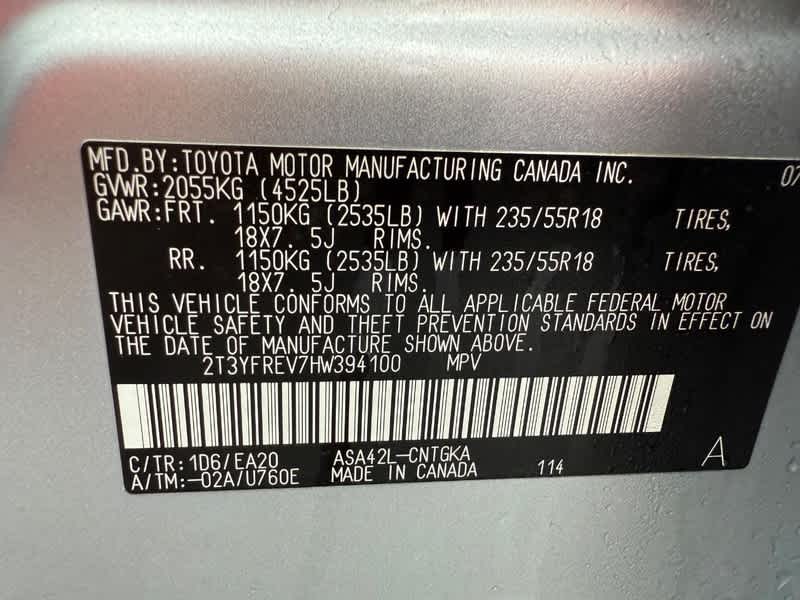 MFD.BY:TOYOTA MOTOR MANUFACTURING CANADA INC. 07
GVWR:2055KG (4525LB)
GAWR:FRT. 1150KG (2535LB) WITH 235/55R18 TIRES,
18X7. 5J RIMS.
RR. 1150KG (2535LB) WITH 235/55R18 TIRES,
18X7. 5J RIMS.
THIS VEHICLE CONFORMS TO ALL APPLICABLE FEDERAL MOTOR
VEHICLE SAFETY AND THEFT PREVENTION STANDARDS IN EFFECT ON
THE DATE OF MANUFACTURE SHOWN ABOVE.
2T3YFREV7HW394100 MPV
C/TR:1D6/EA20 ASA42L-CNTGKA
A/TM:-02A/U760E MADE IN CANADA 114 A